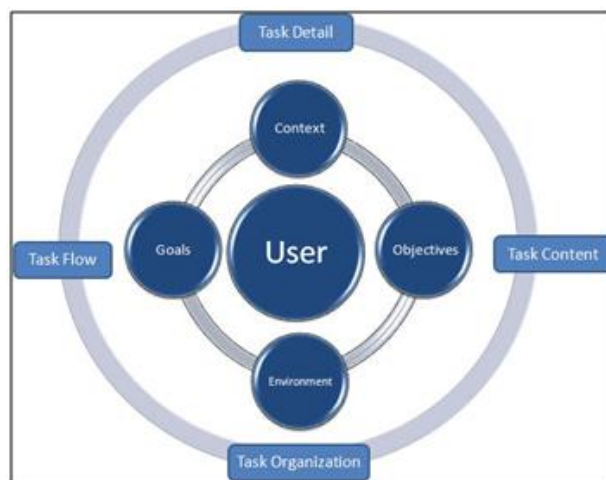 Task Detail
Context
Goals
User
Objectives
Task Flow
Task Content
Environment
Task Organization